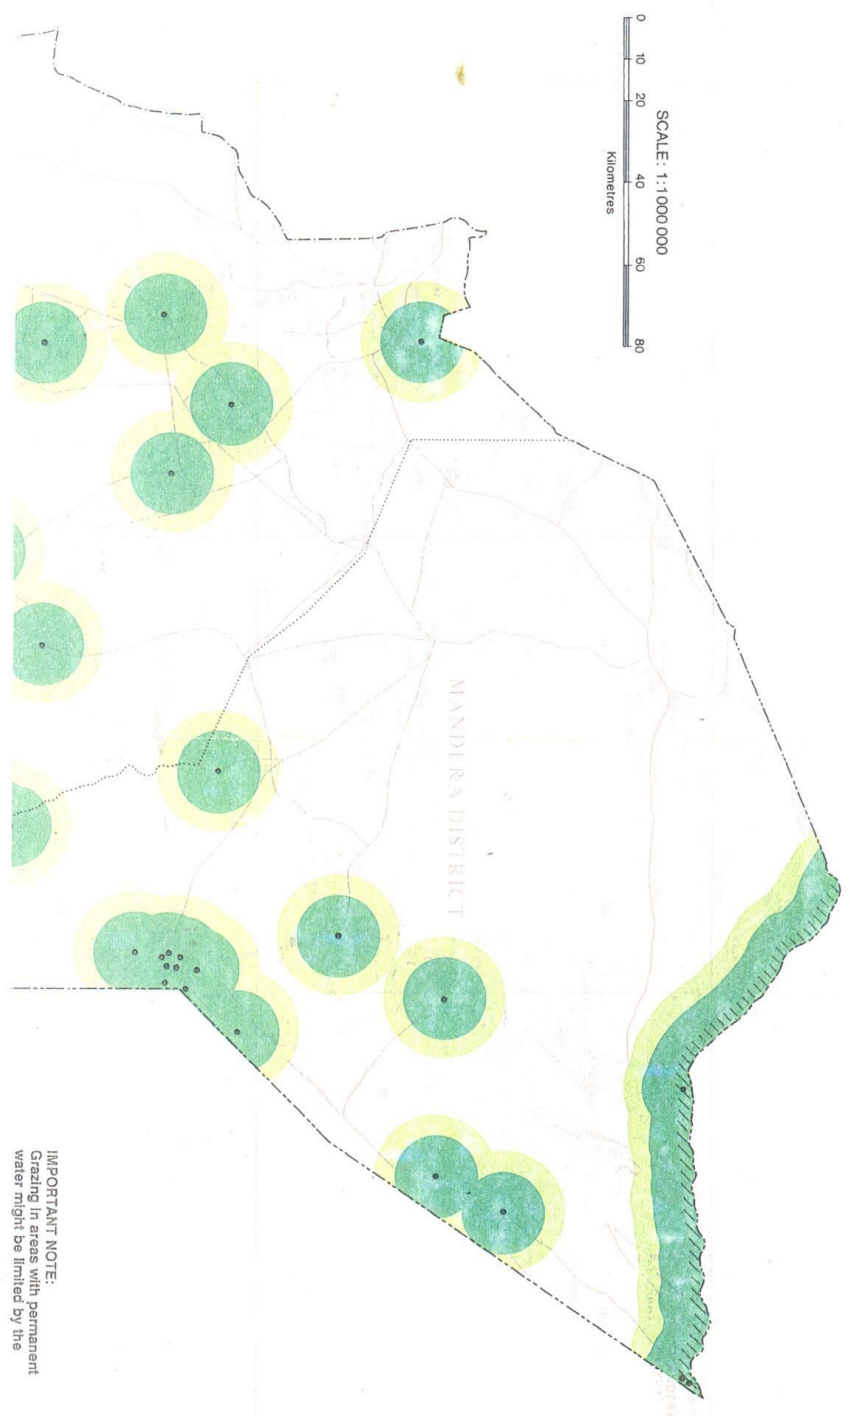 SCALE: 1:1 000 000
0 10 20 40 60 80
Kilometres
MANDERA DISTRICT
IMPORTANT NOTE:
Grazing in areas with permanent
water might be limited by the